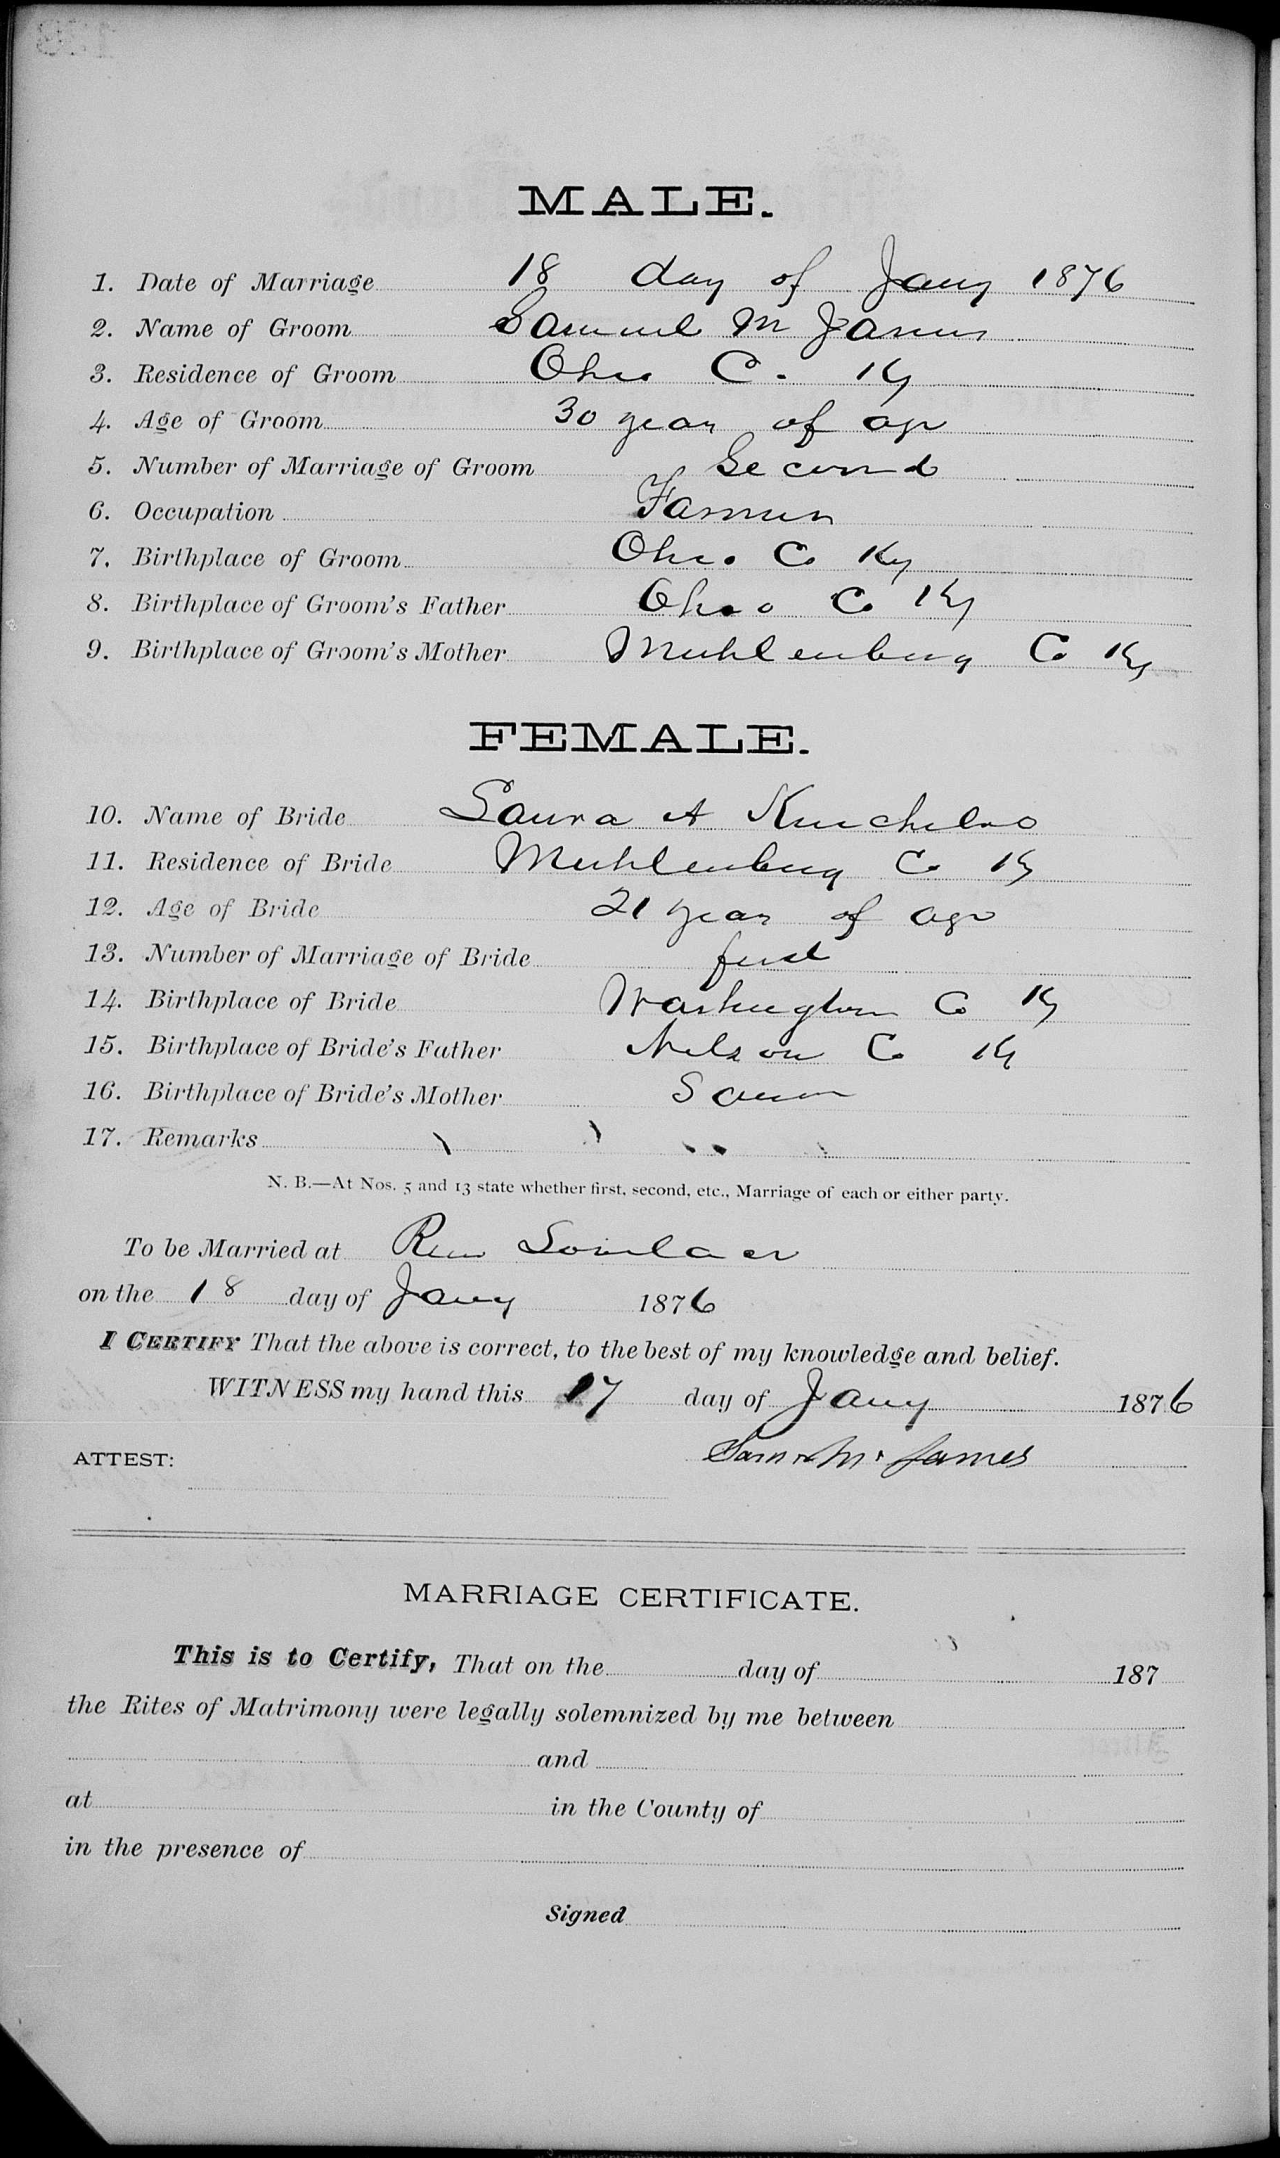 MALE.
1. Date of Marriage 18 day of Jany 1876
2. Name of Groom Samuel M James
3. Residence of Groom Ohio C. Ky
4. Age of Groom 30 years of age
5. Number of Marriage of Groom Second
6. Occupation Farmer
7. Birthplace of Groom Ohio Co Ky
8. Birthplace of Groom's Father Ohio Co Ky
9. Birthplace of Groom's Mother Muhlenburg Co Ky
FEMALE.
10. Name of Bride Laura A Kincheloe
11. Residence of Bride Muhlenburg Co Ky
12. Age of Bride 21 years of age
13. Number of Marriage of Bride first
14. Birthplace of Bride Washington Co Ky
15. Birthplace of Bride's Father Nelson Co Ky
16. Birthplace of Bride's Mother Same
17. Remarks
N. B.—At Nos. 5 and 13 state whether first, second, etc., Marriage of each or either party.
To be Married at
on the 18 day of Jany 1876
I CERTIFY That the above is correct, to the best of my knowledge and belief.
WITNESS my hand this 17 day of Jany 1876
ATTEST: James
MARRIAGE CERTIFICATE.
This is to Certify, That on the day of 187
the Rites of Matrimony were legally solemnized by me between
and
at in the County of
in the presence of
Signed